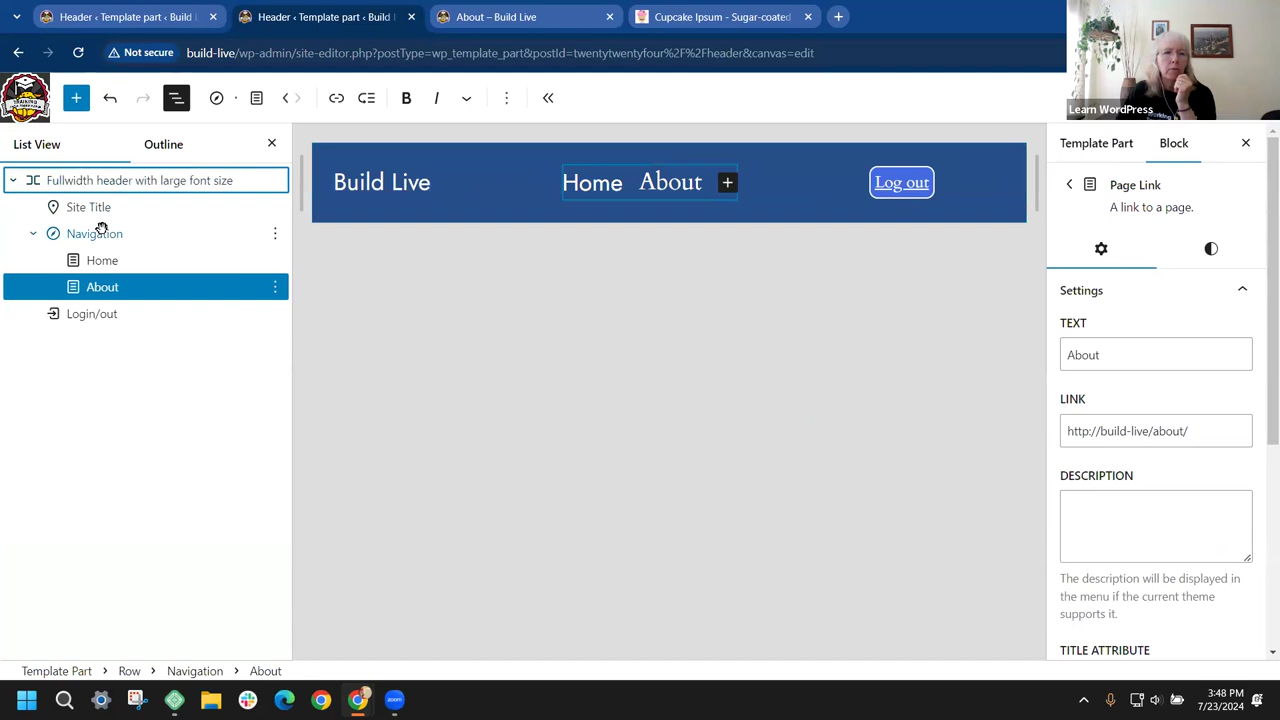 Header ‹ Template part ‹ Build l
Header ‹ Template part ‹ Build l
About – Build Live
Cupcake Ipsum - Sugar-coated
Not secure
build-live/wp-admin/site-editor.php?postType=wp_template_part&postId=twentytwentyfour%2F%2Fheader&canvas=edit
Learn WordPress
TRAINING
List View
Outline
Template Part
Block
Fullwidth header with large font size
Site Title
Navigation
Home
About
Login/out
Build Live
Home
About
Log out
Page Link
A link to a page.
Settings
TEXT
About
LINK
http://build-live/about/
DESCRIPTION
The description will be displayed
in the menu if the current theme
supports it.
TITLE ATTRIBUTE
Template Part
Row
Navigation
About
zoom
3:48 PM
7/23/2024